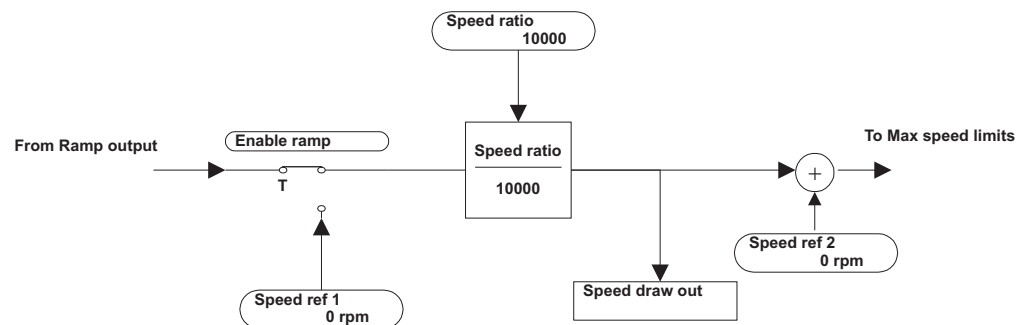 Speed ratio
10000
From Ramp output
Enable ramp
T
Speed ratio
10000
To Max speed limits
+
Speed ref 2
0 rpm
Speed ref 1
0 rpm
Speed draw out